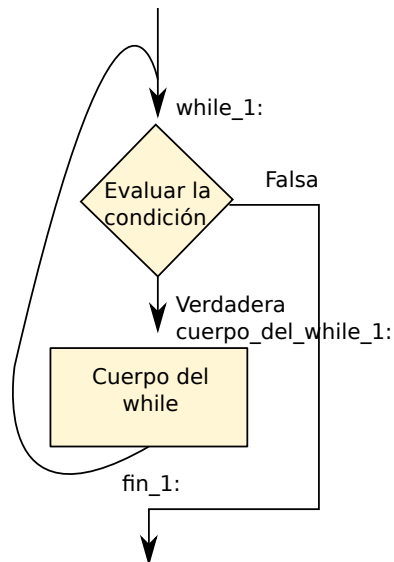 while_1:
Falsa
Evaluar la
condición
Verdadera
cuerpo_del_while_1:
Cuerpo del
while
fin_1: